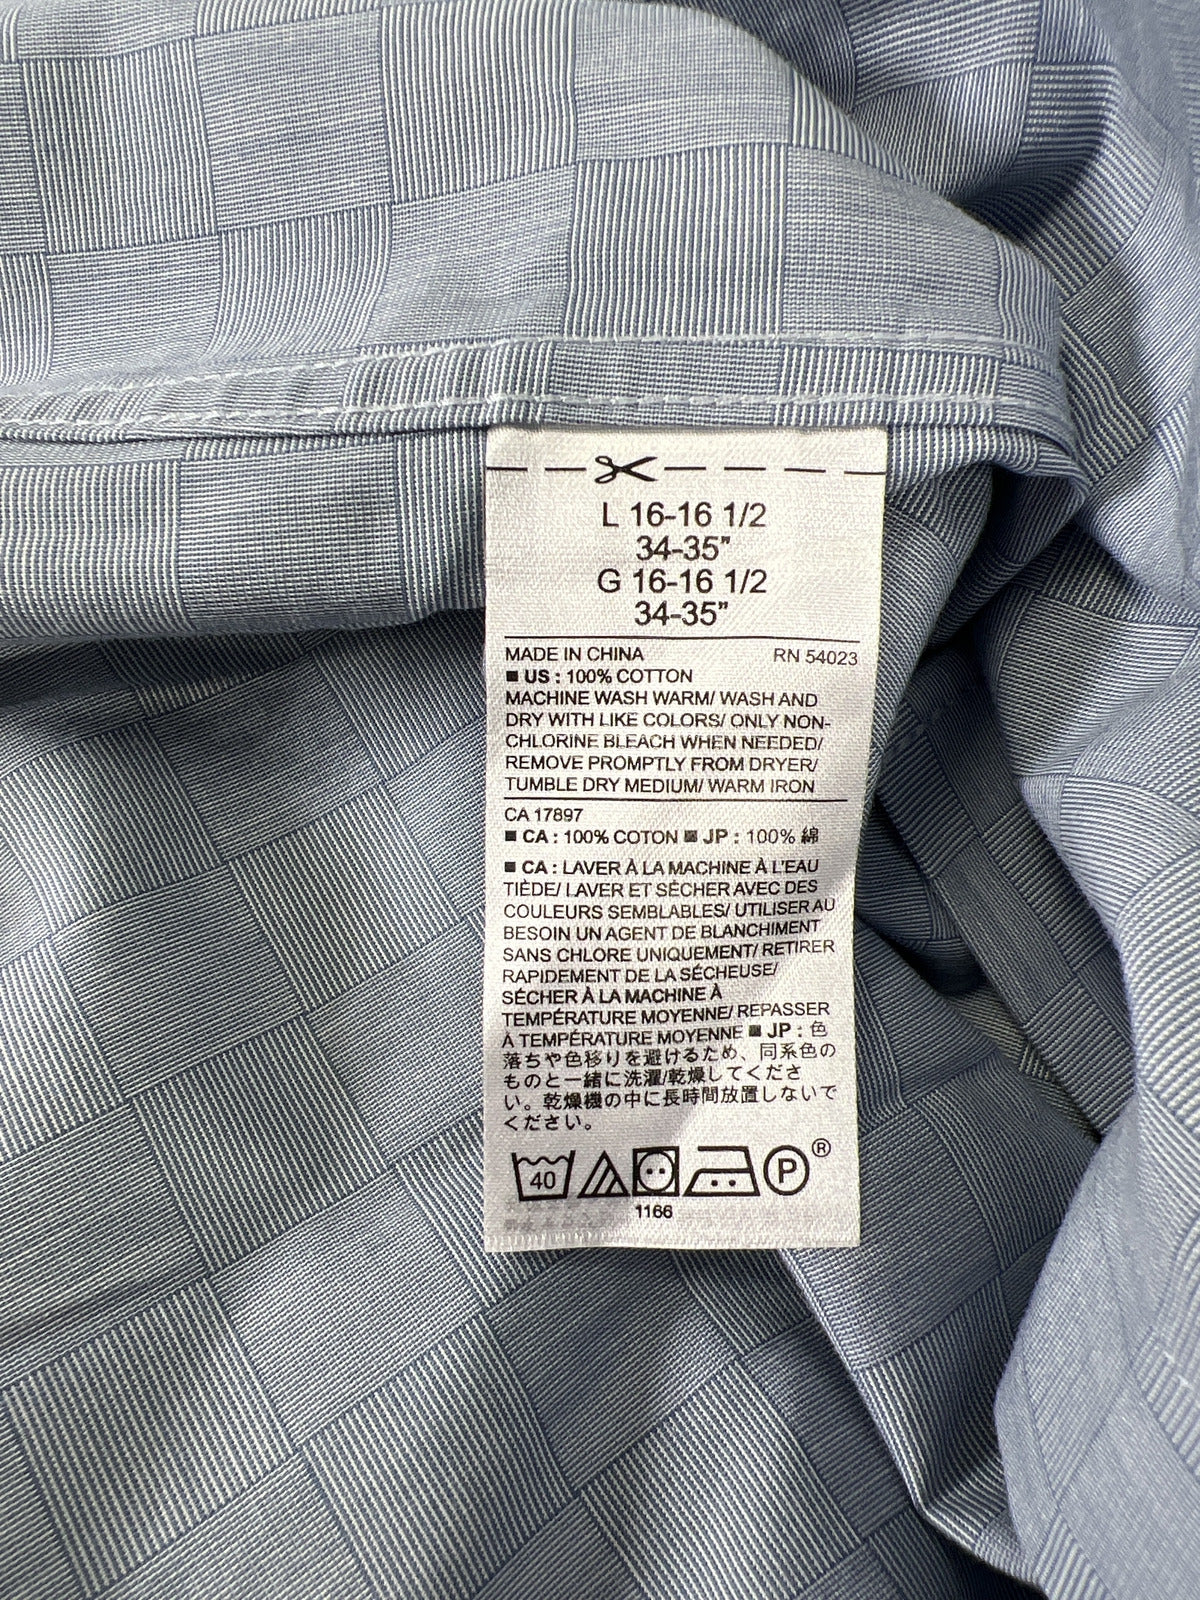 L 16-16 1/2
34-35"
G 16-16 1/2
34-35"
MADE IN CHINA RN 54023
■ US : 100% COTTON
MACHINE WASH WARM/ WASH AND
DRY WITH LIKE COLORS/ ONLY NON-
CHLORINE BLEACH WHEN NEEDED/
REMOVE PROMPTLY FROM DRYER/
TUMBLE DRY MEDIUM/ WARM IRON
CA 17897
■ CA : 100% COTON ■ JP : 100% 綿
■ CA : LAVER À LA MACHINE À L'EAU
TIÈDE/ LAVER ET SÉCHER AVEC DES
COULEURS SEMBLABLES/ UTILISER AU
BESOIN UN AGENT DE BLANCHIMENT
SANS CHLORE UNIQUEMENT/ RETIRER
RAPIDEMENT DE LA SÉCHEUSE/
SÉCHER À LA MACHINE À
TEMPÉRATURE MOYENNE/ REPASSER
À TEMPÉRATURE MOYENNE ■ JP : 色
落ちや色移りを避けるため、同系色の
ものと一緒に洗濯/乾燥してくださ
い。乾燥機の中に長時間放置しないで
ください。
40 P ®
1166